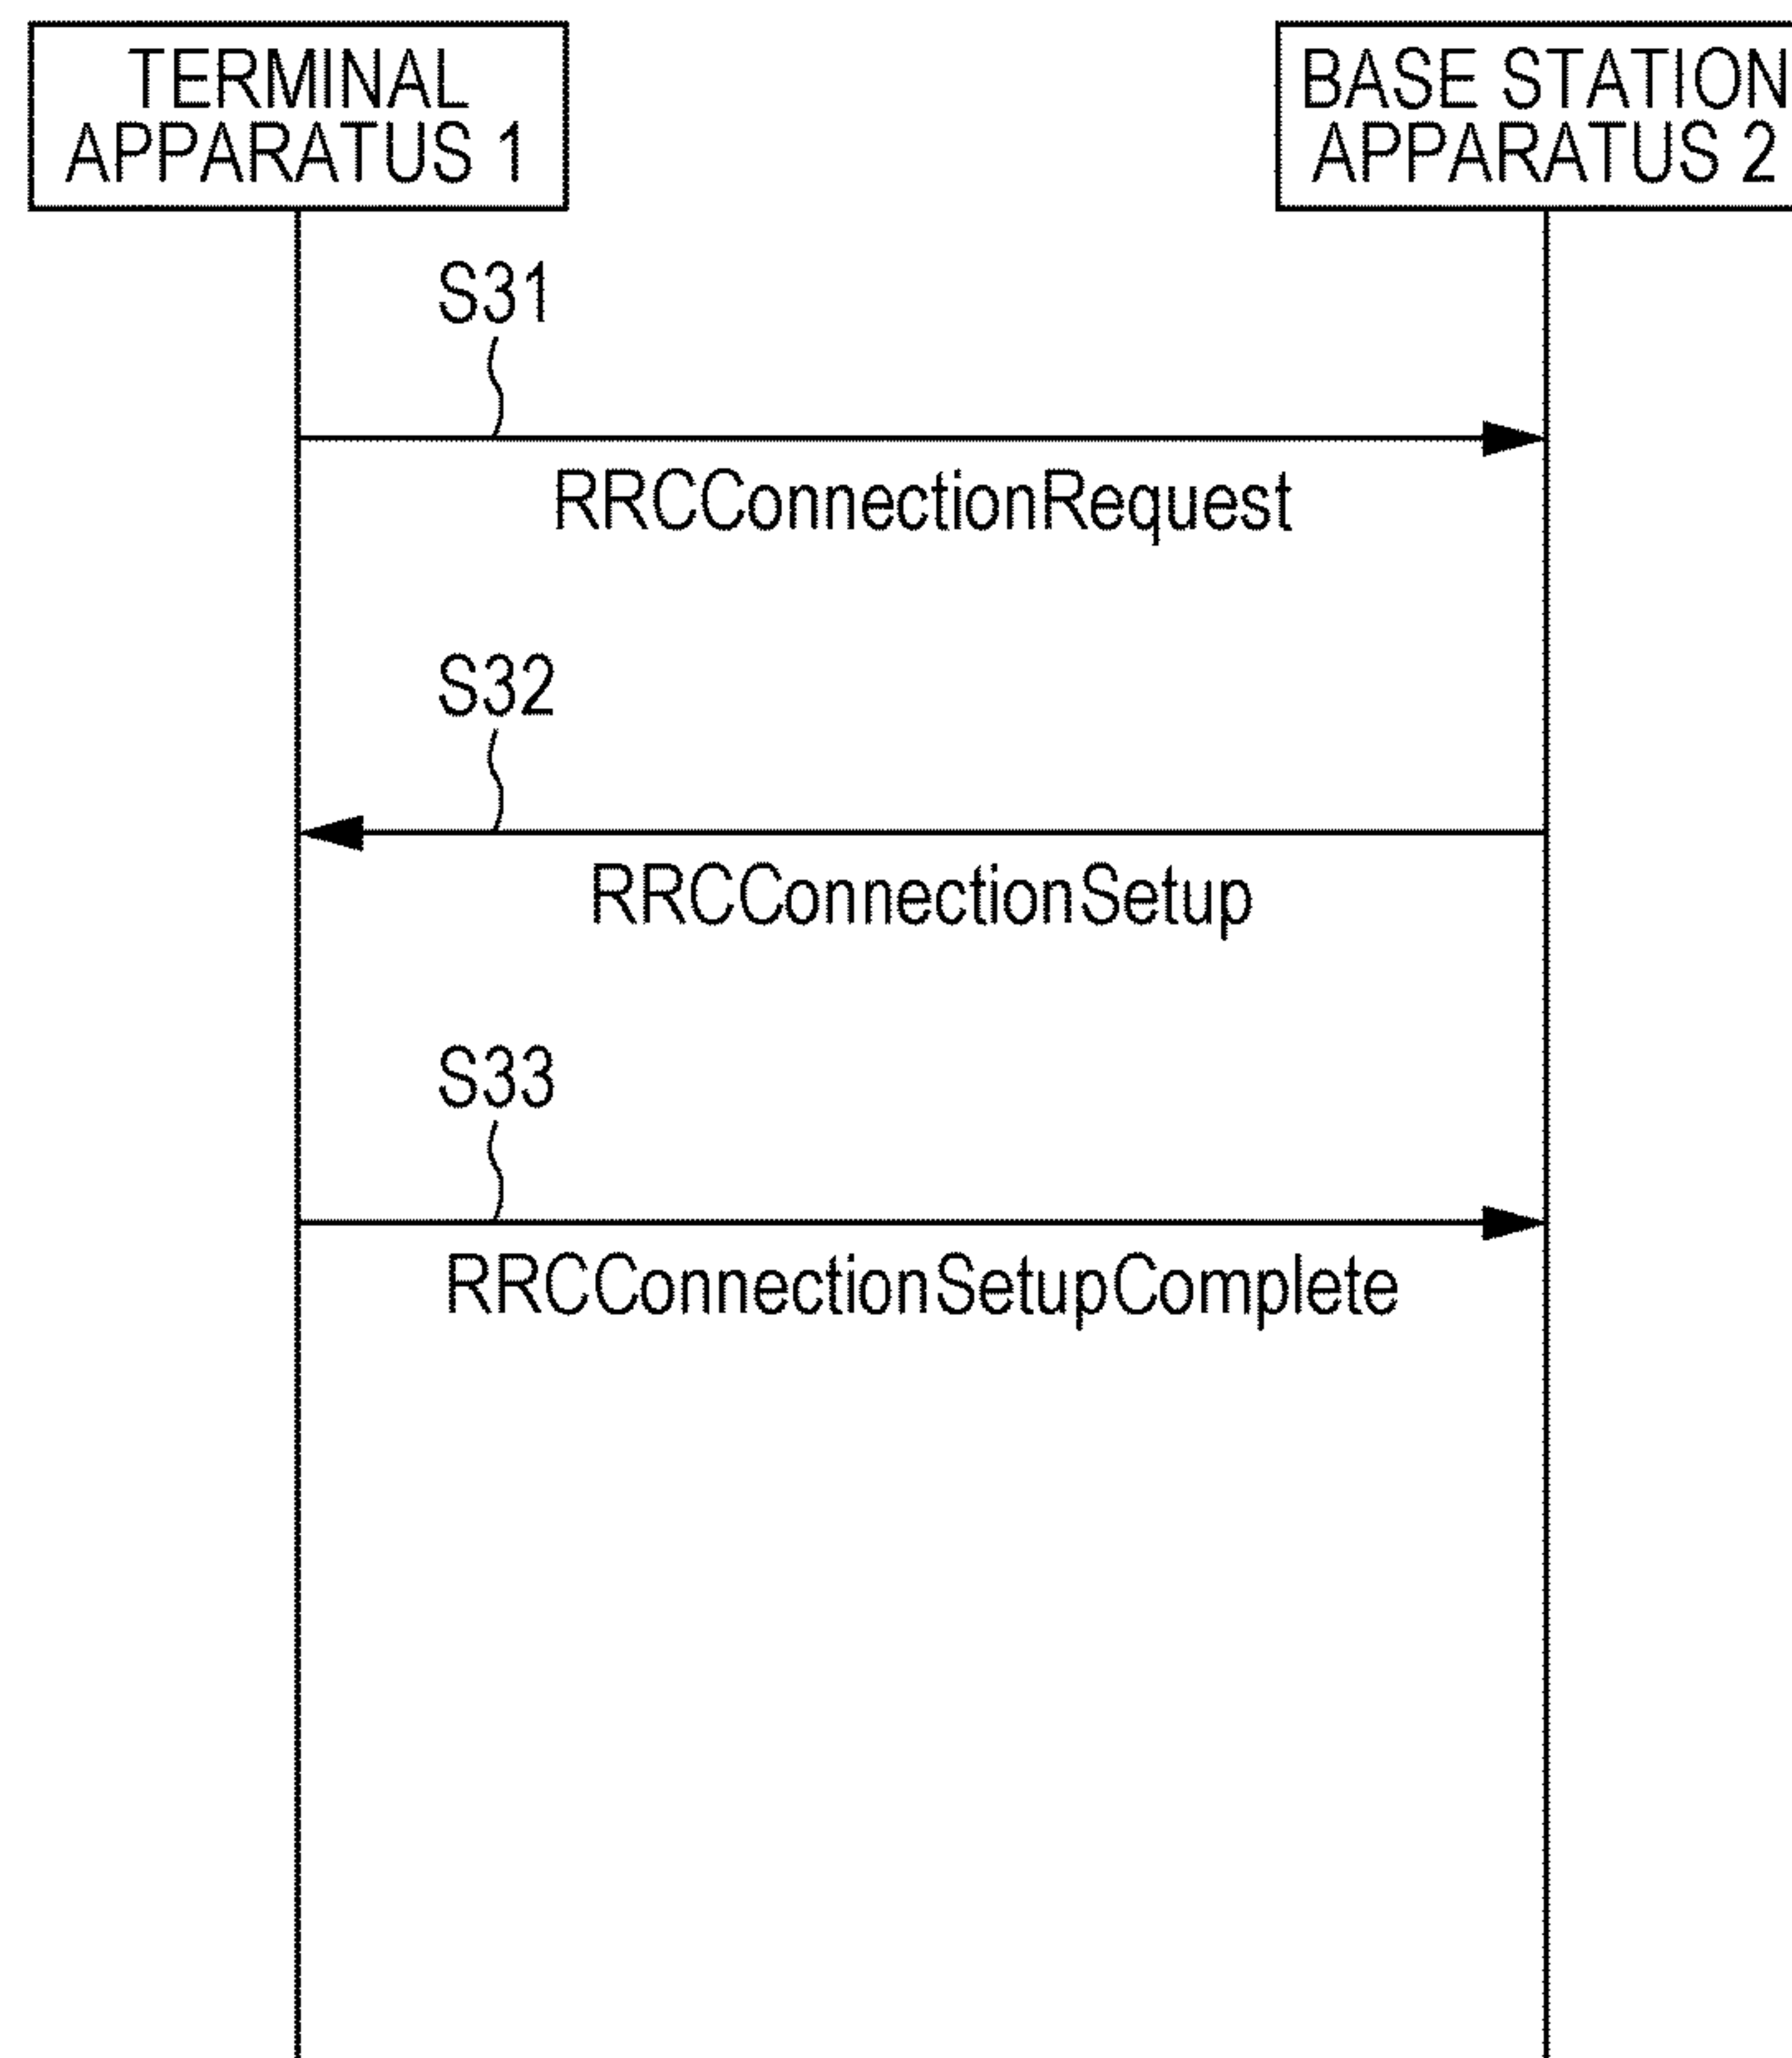 TERMINAL
APPARATUS 1
BASE STATION
APPARATUS 2
S31
RRCConnectionRequest
S32
RRCConnectionSetup
S33
RRCConnectionSetupComplete